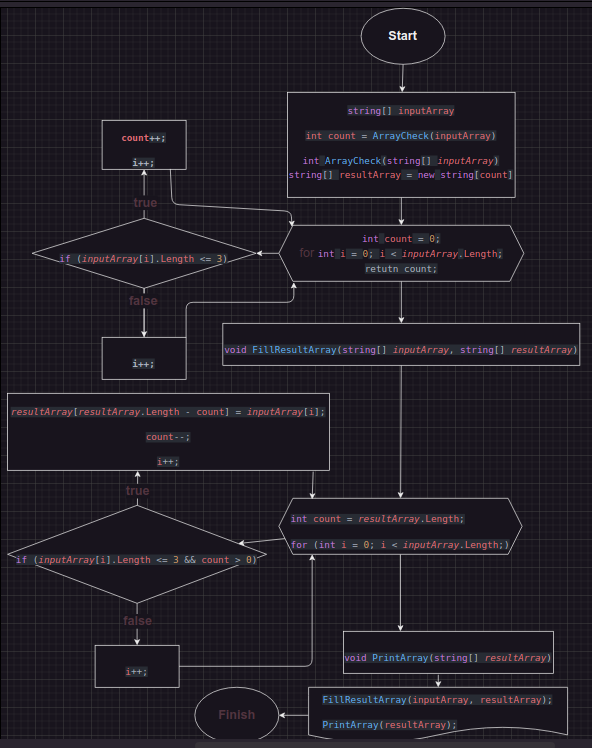 Start
string[] inputArray
int count = ArrayCheck(inputArray)
int ArrayCheck(string[] inputArray)
string[] resultArray = new string[count]
count++;
i++;
true
int count = 0;
for int i = 0; i < inputArray.Length;
return count;
if (inputArray[i].Length <= 3)
false
i++;
void FillResultArray(string[] inputArray, string[] resultArray)
resultArray[resultArray.Length - count] = inputArray[i];
count--;
i++;
true
int count = resultArray.Length;
for (int i = 0; i < inputArray.Length;)
if (inputArray[i].Length <= 3 && count > 0)
false
i++;
void PrintArray(string[] resultArray)
FillResultArray(inputArray, resultArray);
PrintArray(resultArray);
Finish